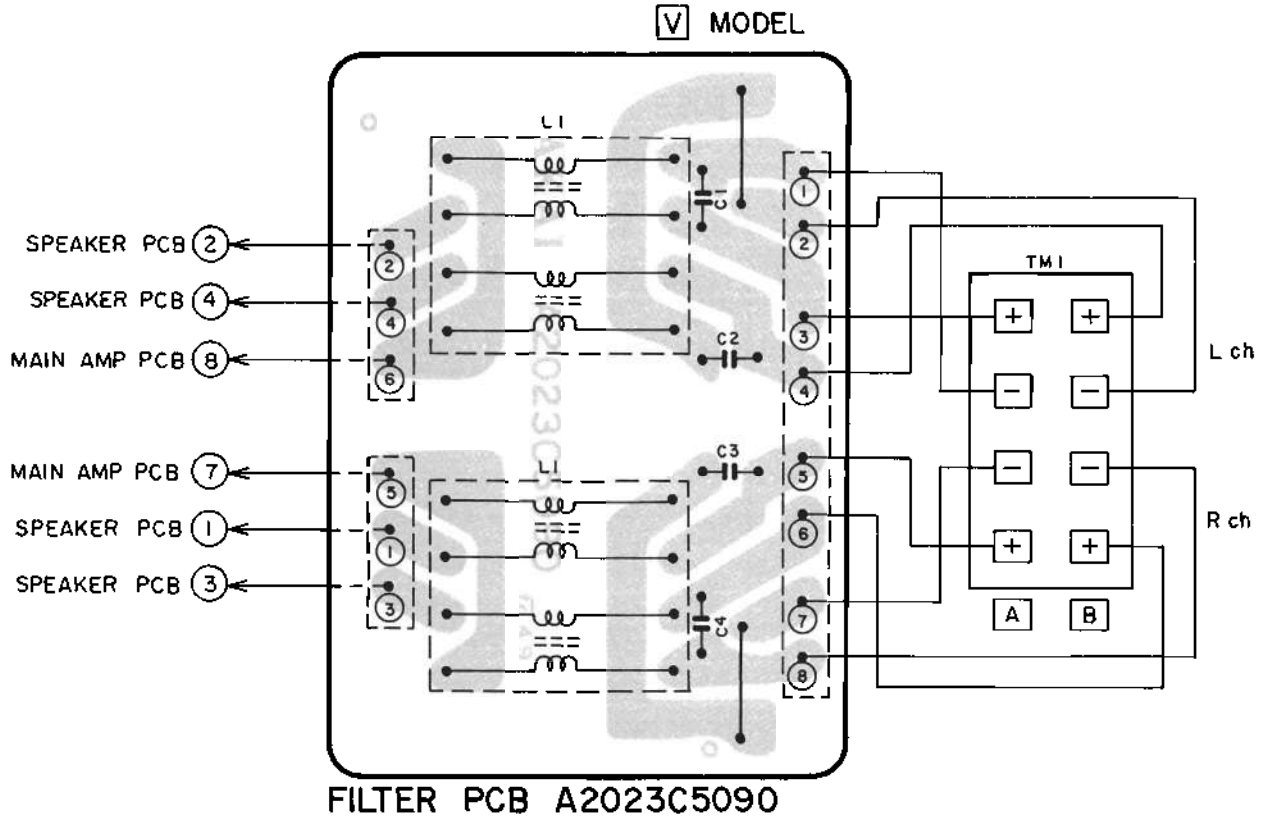 V MODEL
L1
C1
1
2
SPEAKER PCB 2
2
TM1
SPEAKER PCB 4
4
3
+ +
C2
L ch
MAIN AMP PCB 8
6
4
- -
A2023C5090
C3
MAIN AMP PCB 7
5
5
- -
L1
SPEAKER PCB 1
1
6
R ch
+ +
SPEAKER PCB 3
3
C4
7
A B
8
FILTER PCB A2023C5090